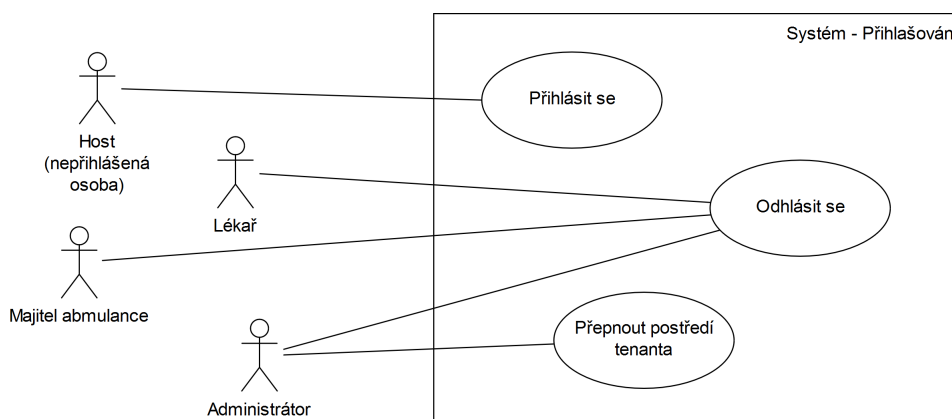 Systém - Přihlašován
Přihlásit se
Host
(nepřihlášená
osoba)
Lékař
Odhlásit se
Majitel abmulance
Přepnout postředí
tenanta
Administrátor